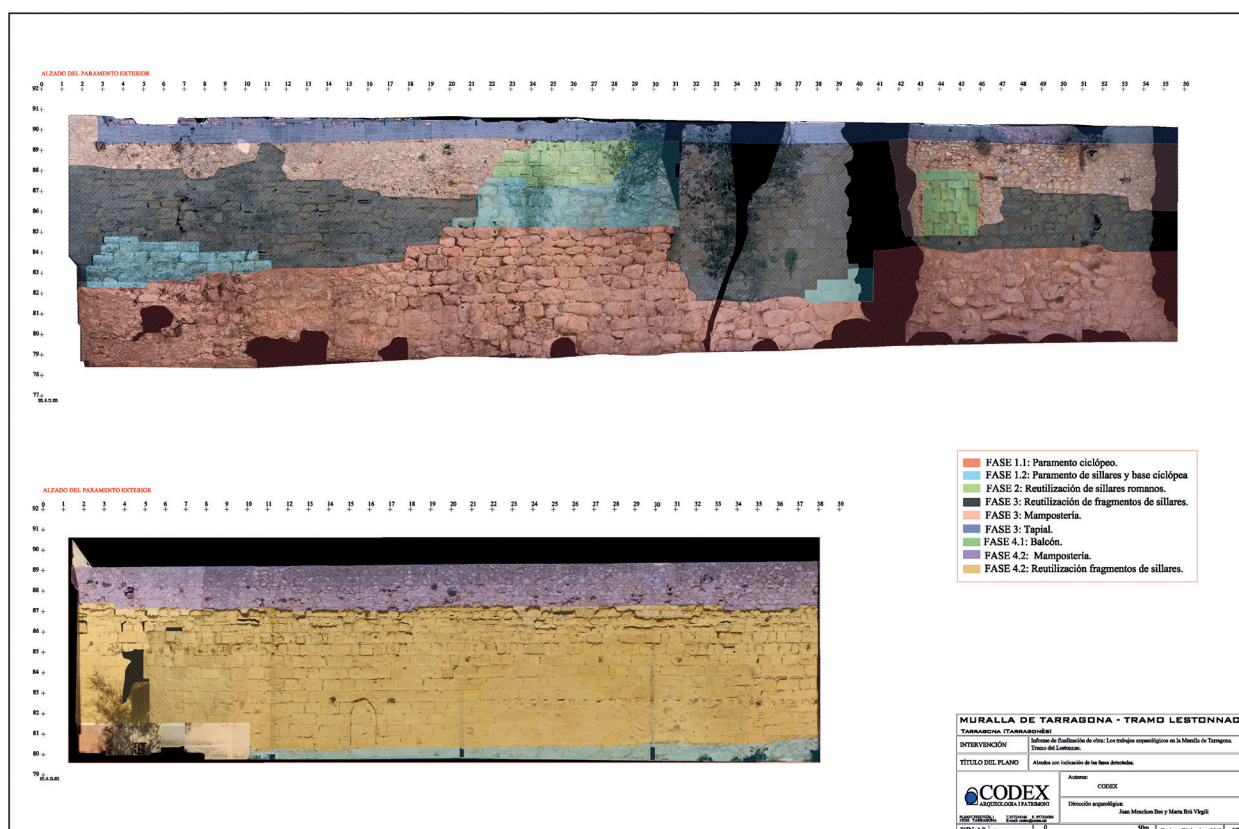 ALZADO DEL PARAMENTO EXTERIOR
0 1 2 3 4 5 6 7 8 9 10 11 12 13 14 15 16 17 18 19 20 21 22 23 24 25 26 27 28 29 30 31 32 33 34 35 36 37 38 39 40 41 42 43 44 45 46 47 48 49 50 51 52 53 54 55 56
92
91
90
89
88
87
86
85
84
83
82
81
80
79
78
77
m.s.n.m
FASE 1.1: Paramento ciclópeo.
FASE 1.2: Paramento de sillares y base ciclópea
FASE 2: Reutilización de sillares romanos.
FASE 3: Reutilización de fragmentos de sillares.
FASE 3: Mampostería.
FASE 3: Tapial.
FASE 4.1: Balcón.
FASE 4.2: Mampostería.
FASE 4.2: Reutilización fragmentos de sillares.
ALZADO DEL PARAMENTO EXTERIOR
0 1 2 3 4 5 6 7 8 9 10 11 12 13 14 15 16 17 18 19 20 21 22 23 24 25 26 27 28 29 30 31 32 33 34 35 36 37 38 39
92
91
90
89
88
87
86
85
84
83
82
81
80
79
m.s.n.m
MURALLA DE TARRAGONA - TRAMO LESTONNAC
TARRAGONA (TARRAGONÈS)
INTERVENCIÓN
Informe de finalización de obra: Los trabajos arqueológicos en la Muralla de Tarragona.
Tramo del Lestonnac.
TÍTULO DEL PLANO
Alzados con indicación de las fases detectadas.
CODEX
ARQUEOLOGIA I PATRIMONI
Autores:
CODEX
Dirección arqueológica:
Joan Menchon Bes y Marta Brú Virgili
0
50m